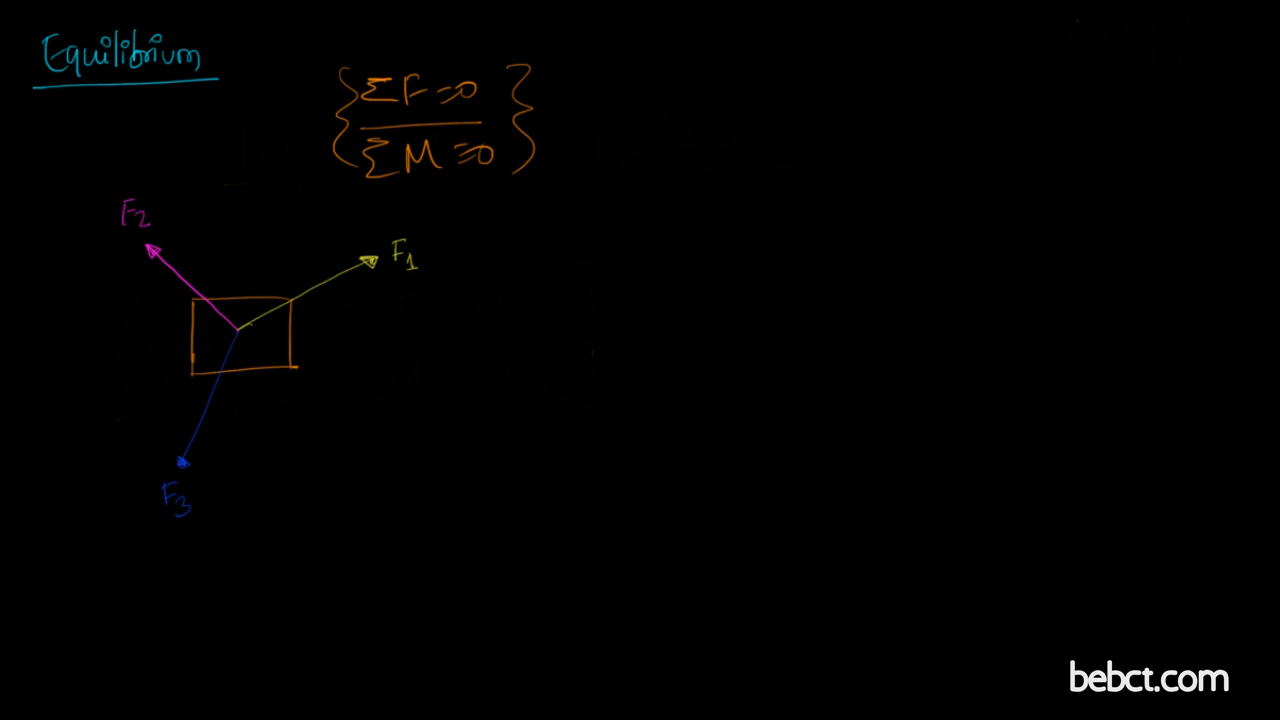 Equilibrium
ΣF=0
ΣM=0
F2
F1
F3
bebct.com